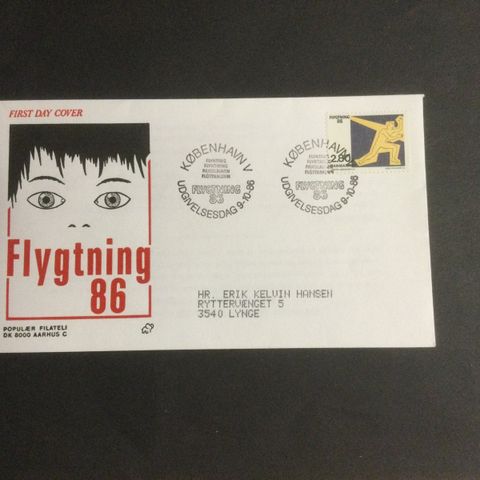 FIRST DAY COVER
Flygtning
86
POPULÆR FILATELI
DK 8000 AARHUS C
KØBENHAVN V
FLYGTNING
86
UDGIVELSESDAG 9-10-86
KØBENHAVN V
FLYGTNING
86
UDGIVELSESDAG 9-10-86
FLYGTNING
86
2.80
HR. ERIK KELVIN HANSEN
RYTTERVÆNGET 5
3540 LYNGE